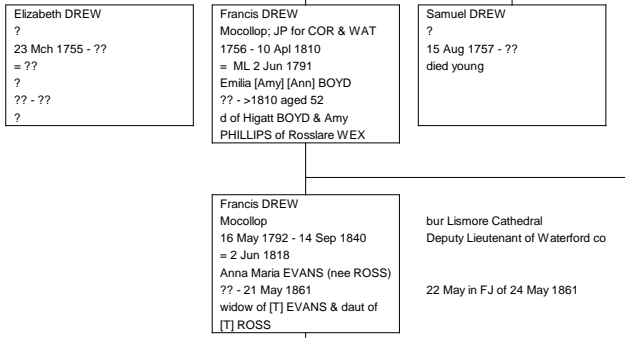 Elizabeth DREW
?
23 Mch 1755 - ??
= ??
?
?? - ??
?
Francis DREW
Mocollop; JP for COR & WAT
1756 - 10 Apl 1810
= ML 2 Jun 1791
Emilia [Amy] [Ann] BOYD
?? - >1810 aged 52
d of Higatt BOYD & Amy
PHILLIPS of Rosslare WEX
Samuel DREW
?
15 Aug 1757 - ??
died young
Francis DREW
Mocollop
16 May 1792 - 14 Sep 1840
= 2 Jun 1818
Anna Maria EVANS (nee ROSS)
?? - 21 May 1861
widow of [T] EVANS & daut of
[T] ROSS
bur Lismore Cathedral
Deputy Lieutenant of Waterford co
22 May in FJ of 24 May 1861